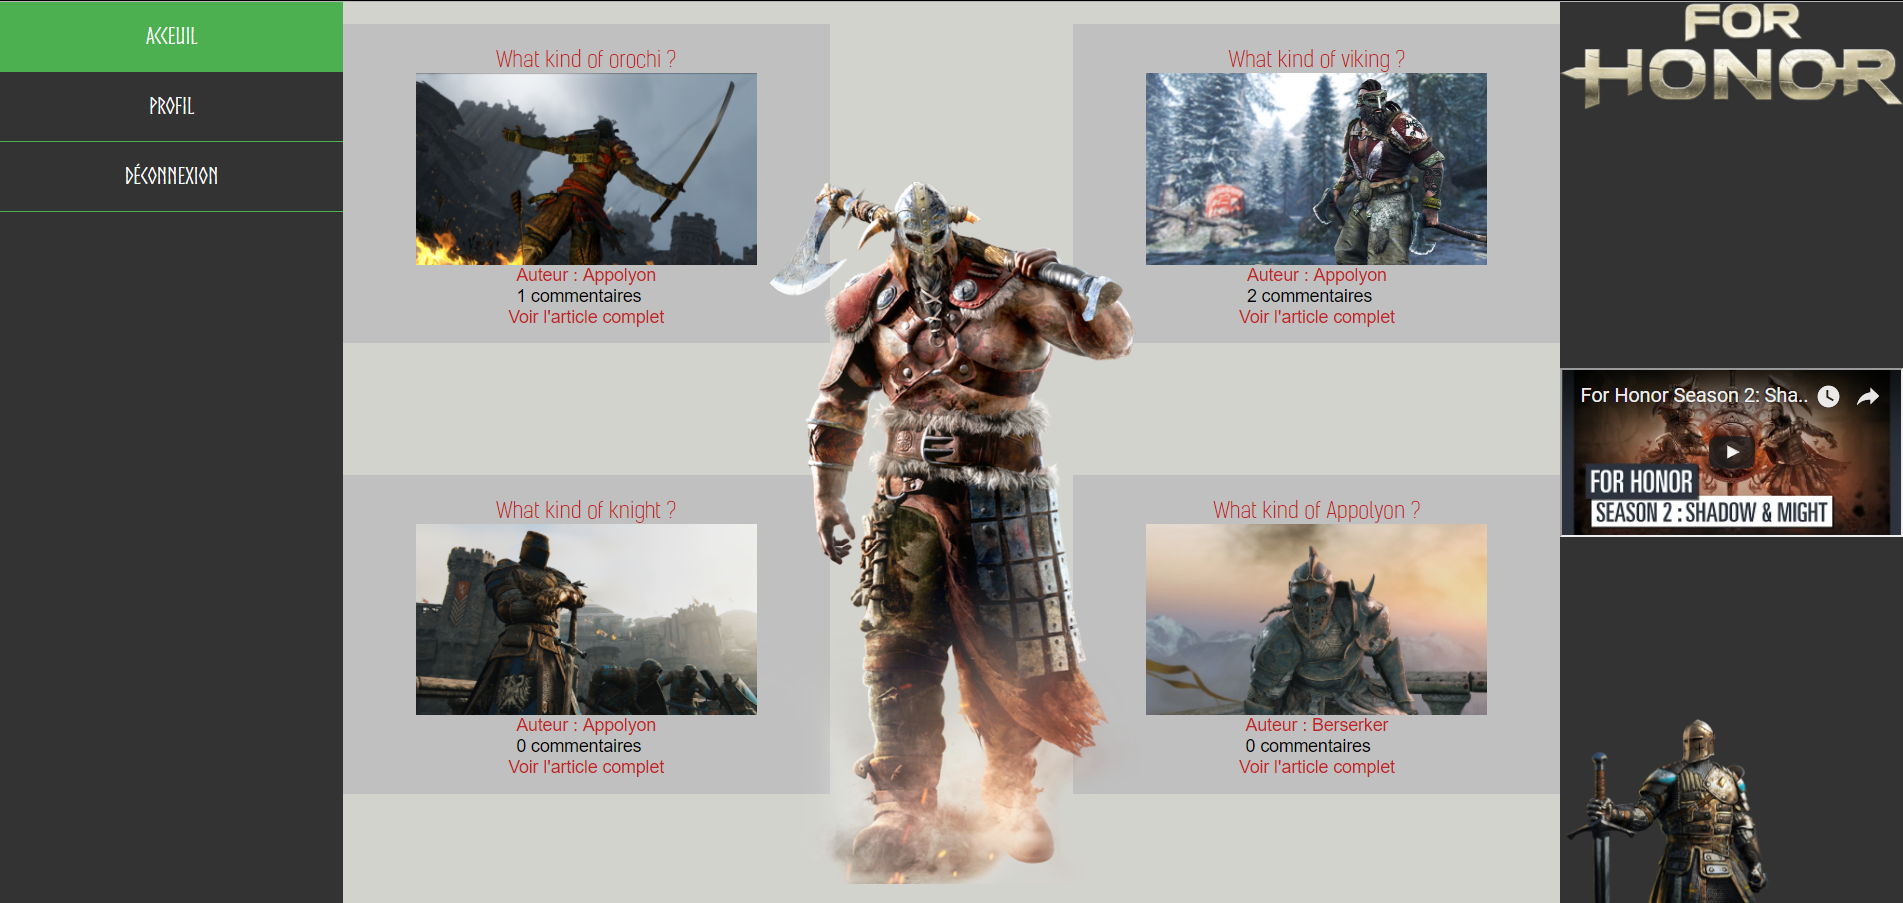 ACCEUIL
PROFIL
DÉCONNEXION
What kind of orochi ?
Auteur : Appolyon
1 commentaires
Voir l'article complet
What kind of viking ?
Auteur : Appolyon
2 commentaires
Voir l'article complet
What kind of knight ?
Auteur : Appolyon
0 commentaires
Voir l'article complet
What kind of Appolyon ?
Auteur : Berserker
0 commentaires
Voir l'article complet
FOR
HONOR
For Honor Season 2: Sha..
FOR HONOR
SEASON 2 : SHADOW & MIGHT